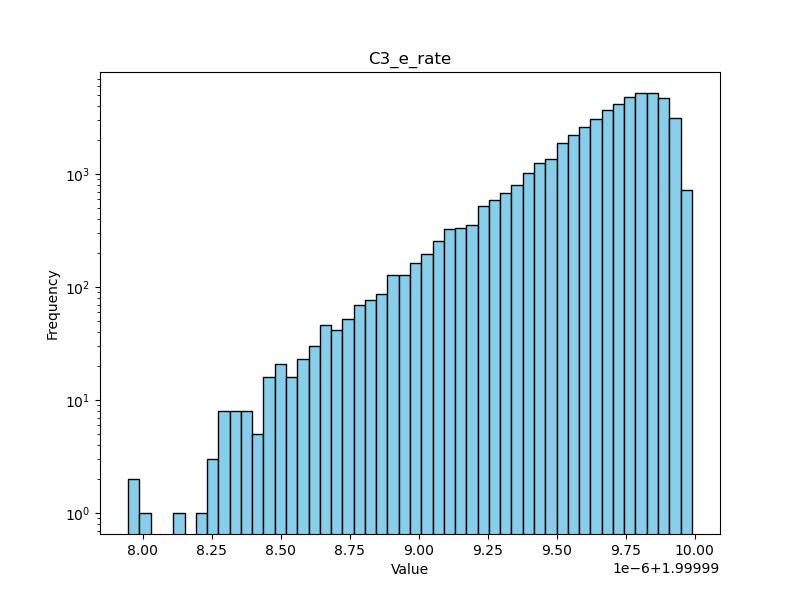 C3_e_rate
Frequency
10³
10²
10¹
10⁰
8.00 8.25 8.50 8.75 9.00 9.25 9.50 9.75 10.00
1e−6+1.99999
Value